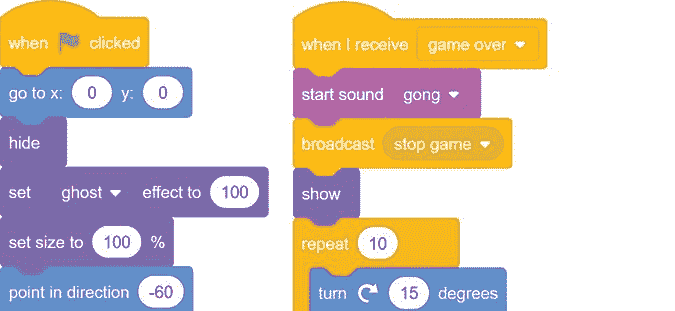 when clicked
go to x: 0 y: 0
hide
set ghost effect to 100
set size to 100 %
point in direction -60
when I receive game over
start sound gong
broadcast stop game
show
repeat 10
turn 15 degrees